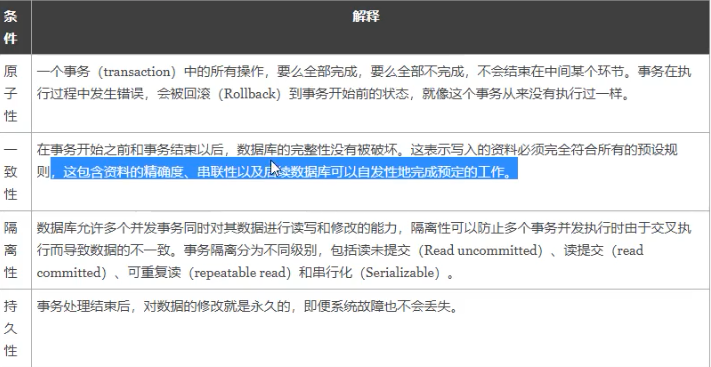 条件
解释
原子性
一个事务（transaction）中的所有操作，要么全部完成，要么全部不完成，不会结束在中间某个环节。事务在执
行过程中发生错误，会被回滚（Rollback）到事务开始前的状态，就像这个事务从来没有执行过一样。
一致性
在事务开始之前和事务结束以后，数据库的完整性没有被破坏。这表示写入的资料必须完全符合所有的预设规
则，这包含资料的精确度、串联性以及后续数据库可以自发性地完成预定的工作。
隔离性
数据库允许多个并发事务同时对其数据进行读写和修改的能力，隔离性可以防止多个事务并发执行时由于交叉执
行而导致数据的不一致。事务隔离分为不同级别，包括读未提交（Read uncommitted）、读提交（read
committed）、可重复读（repeatable read）和串行化（Serializable）。
持久性
事务处理结束后，对数据的修改就是永久的，即便系统故障也不会丢失。